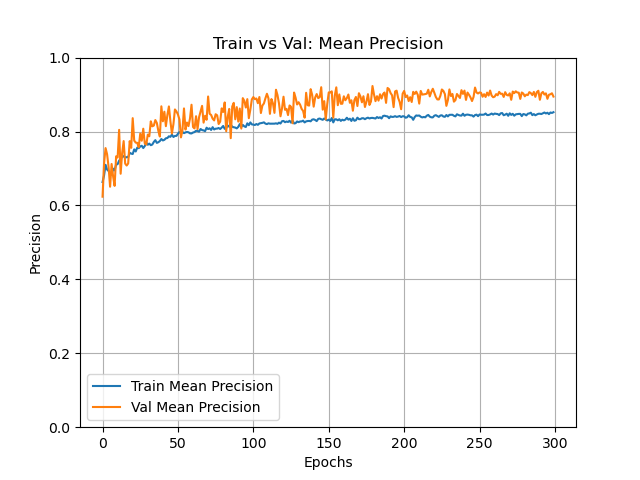 Train vs Val: Mean Precision
1.0
0.8
0.6
0.4
0.2
0.0
Precision
Train Mean Precision
Val Mean Precision
0 50 100 150 200 250 300
Epochs